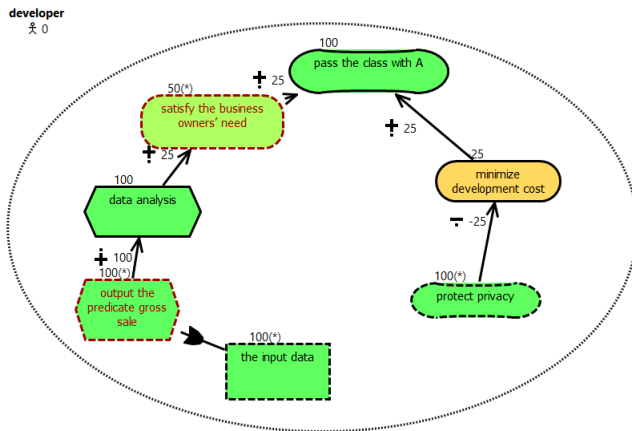 developer
0
100
pass the class with A
50(*)
25
satisfy the business
owners' need
25
25
100
-25
data analysis
minimize
development cost
100
-25
100(*)
100(*)
output the
predicate gross
sale
protect privacy
100(*)
the input data